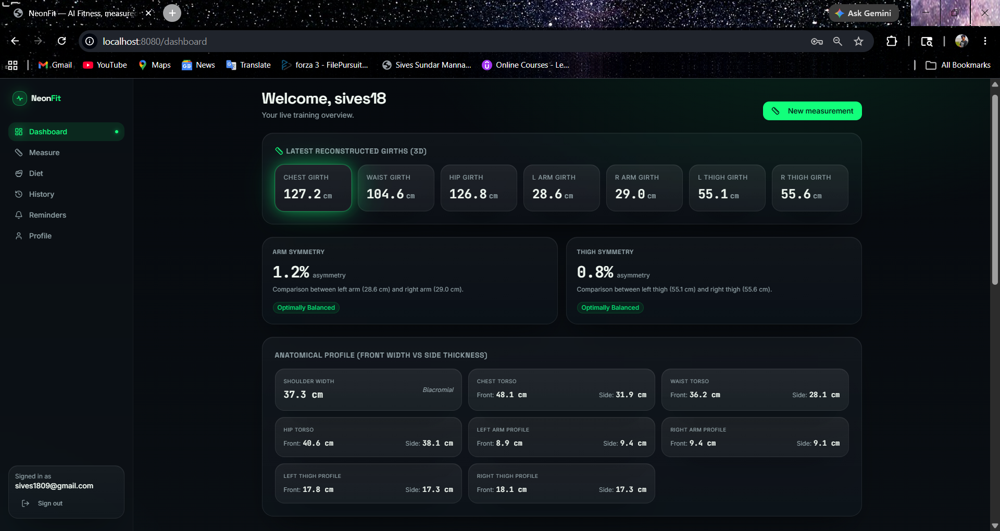 NeonFit — AI Fitness, measure
Ask Gemini
localhost:8080/dashboard
Gmail
YouTube
Maps
News
Translate
forza 3 - FilePursuit...
Sives Sundar Manna...
Online Courses - Le...
All Bookmarks
NeonFit
Dashboard
Measure
Diet
History
Reminders
Profile
Signed in as
sives1809@gmail.com
Sign out
Welcome, sives18
Your live training overview.
New measurement
LATEST RECONSTRUCTED GIRTHS (3D)
CHEST GIRTH
127.2 cm
WAIST GIRTH
104.6 cm
HIP GIRTH
126.8 cm
L ARM GIRTH
28.6 cm
R ARM GIRTH
29.0 cm
L THIGH GIRTH
55.1 cm
R THIGH GIRTH
55.6 cm
ARM SYMMETRY
1.2% asymmetry
Comparison between left arm (28.6 cm) and right arm (29.0 cm).
Optimally Balanced
THIGH SYMMETRY
0.8% asymmetry
Comparison between left thigh (55.1 cm) and right thigh (55.6 cm).
Optimally Balanced
ANATOMICAL PROFILE (FRONT WIDTH VS SIDE THICKNESS)
SHOULDER WIDTH
37.3 cm
Biacromial
CHEST TORSO
Front: 48.1 cm
Side: 31.9 cm
WAIST TORSO
Front: 36.2 cm
Side: 28.1 cm
HIP TORSO
Front: 40.6 cm
Side: 38.1 cm
LEFT ARM PROFILE
Front: 8.9 cm
Side: 9.4 cm
RIGHT ARM PROFILE
Front: 9.4 cm
Side: 9.1 cm
LEFT THIGH PROFILE
Front: 17.8 cm
Side: 17.3 cm
RIGHT THIGH PROFILE
Front: 18.1 cm
Side: 17.3 cm